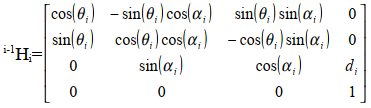 cos(θᵢ) −sin(θᵢ)cos(αᵢ) sin(θᵢ)sin(αᵢ) 0
sin(θᵢ) cos(θᵢ)cos(αᵢ) −cos(θᵢ)sin(αᵢ) 0
ⁱ⁻¹Hᵢ=
0 sin(αᵢ) cos(αᵢ) dᵢ
0 0 0 1